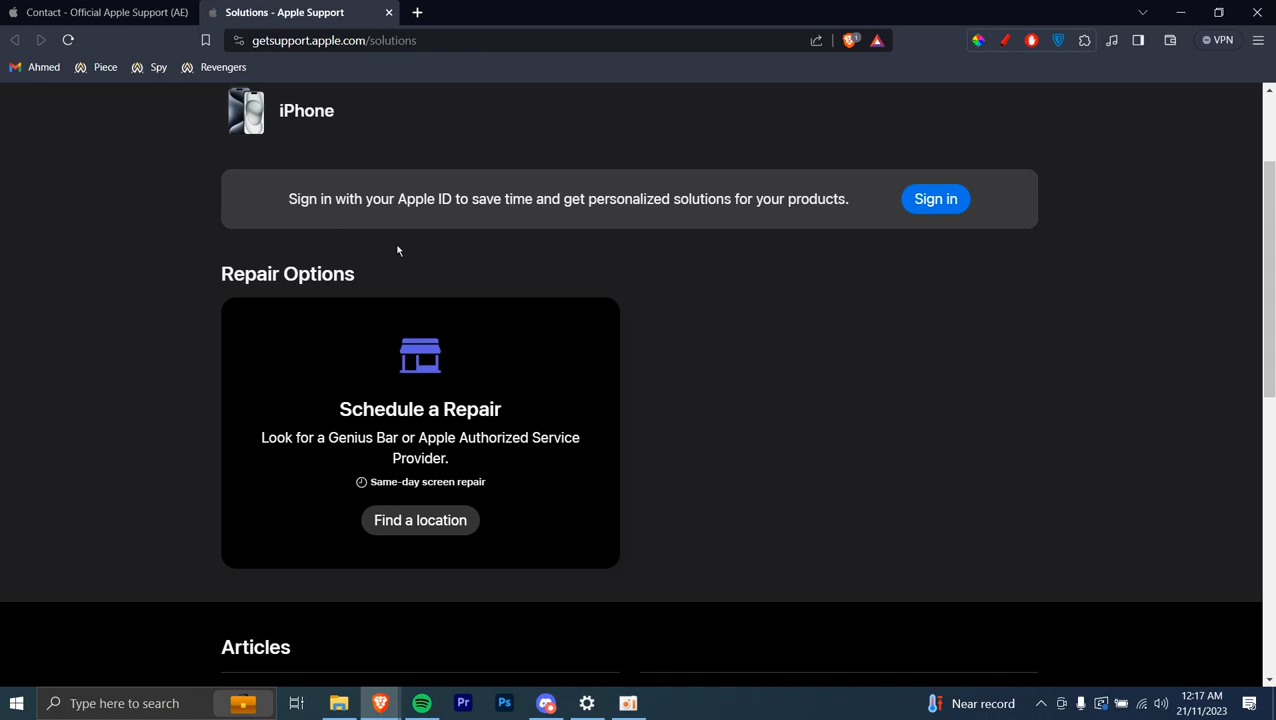 Contact - Official Apple Support (AE)
Solutions - Apple Support
getsupport.apple.com/solutions
1
VPN
Ahmed
Piece
Spy
Revengers
iPhone
Sign in with your Apple ID to save time and get personalized solutions for your products.
Sign in
Repair Options
Schedule a Repair
Look for a Genius Bar or Apple Authorized Service
Provider.
Same-day screen repair
Find a location
Articles
Type here to search
Pr
Ps
Near record
12:17 AM
21/11/2023